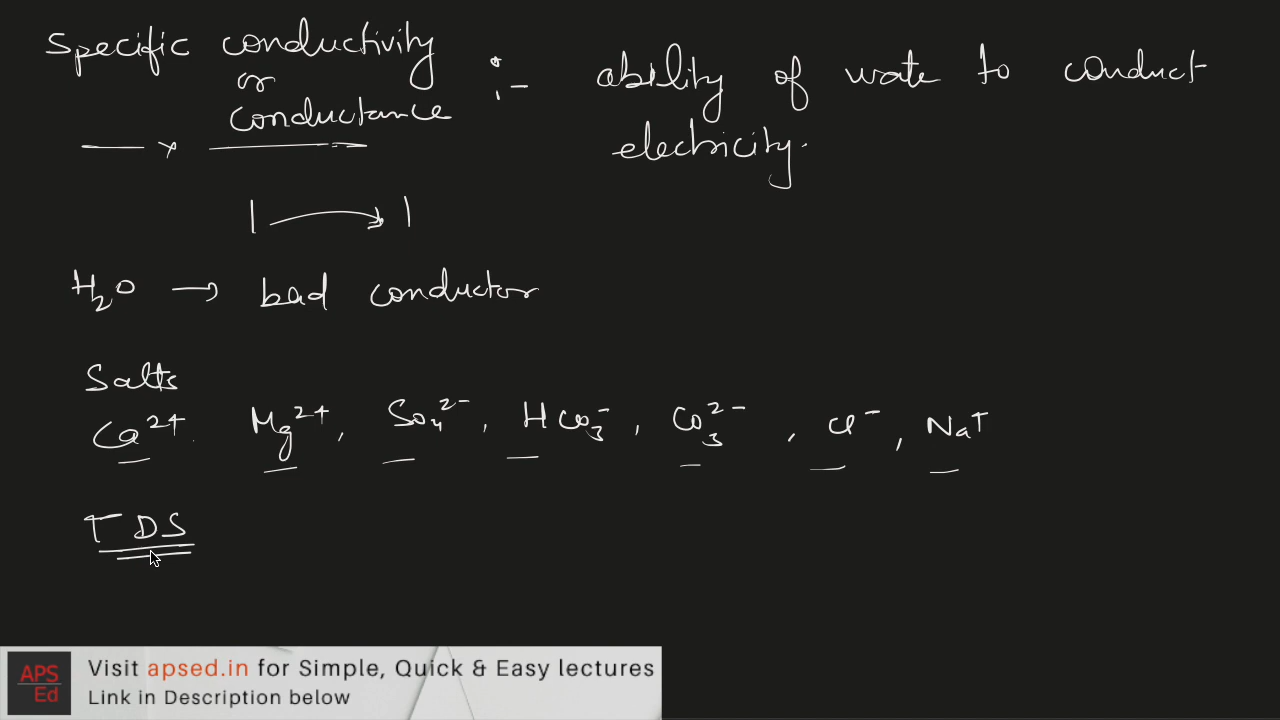 Specific conductivity
or
conductance
:- ability of wate to conduct
electricity.
H₂O → bad conductor
Salts
Ca²⁺ Mg²⁺, SO₄²⁻, HCO₃⁻, CO₃²⁻, Cl⁻, Na⁺
TDS
APS Ed
Visit apsed.in for Simple, Quick & Easy lectures
Link in Description below